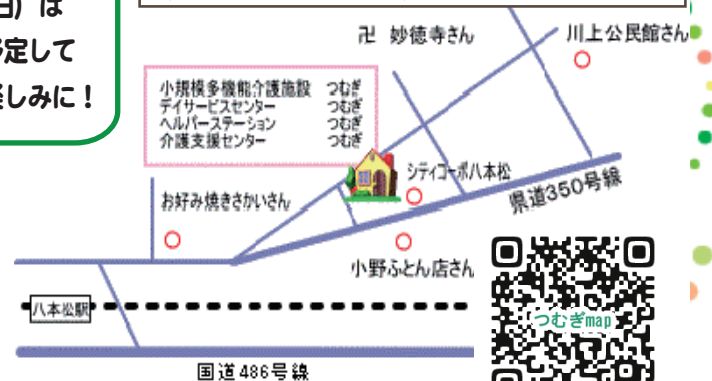 は
定して
楽しみに！
卍 妙徳寺さん
川上公民館さん
小規模多機能介護施設 つむぎ
デイサービスセンター つむぎ
ヘルパーステーション つむぎ
介護支援センター つむぎ
シティコーポ八本松
お好み焼きさかいさん
県道350号線
小野ふとん店さん
八本松駅
つむぎmap
国道486号線